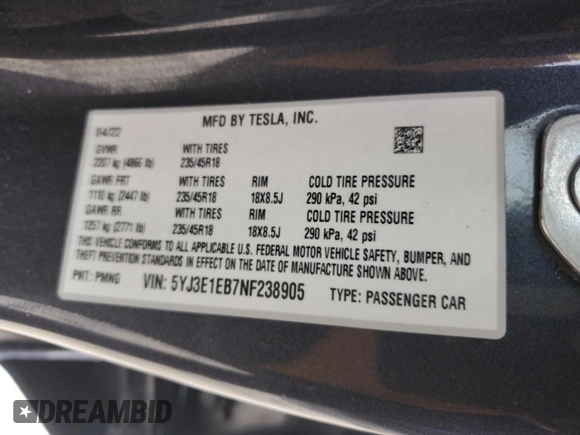 MFD BY TESLA, INC.
04/22
GVWR WITH TIRES
2207 kg (4866 lb) 235/45R18
GAWR FRT WITH TIRES RIM COLD TIRE PRESSURE
1110 kg (2447 lb) 235/45R18 18X8.5J 290 kPa, 42 psi
GAWR RR WITH TIRES RIM COLD TIRE PRESSURE
1257 kg (2771 lb) 235/45R18 18X8.5J 290 kPa, 42 psi
THIS VEHICLE CONFORMS TO ALL APPLICABLE U.S. FEDERAL MOTOR VEHICLE SAFETY, BUMPER, AND
THEFT PREVENTION STANDARDS IN EFFECT ON THE DATE OF MANUFACTURE SHOWN ABOVE.
PNT: PMNG VIN: 5YJ3E1EB7NF238905 TYPE: PASSENGER CAR
DREAMBID